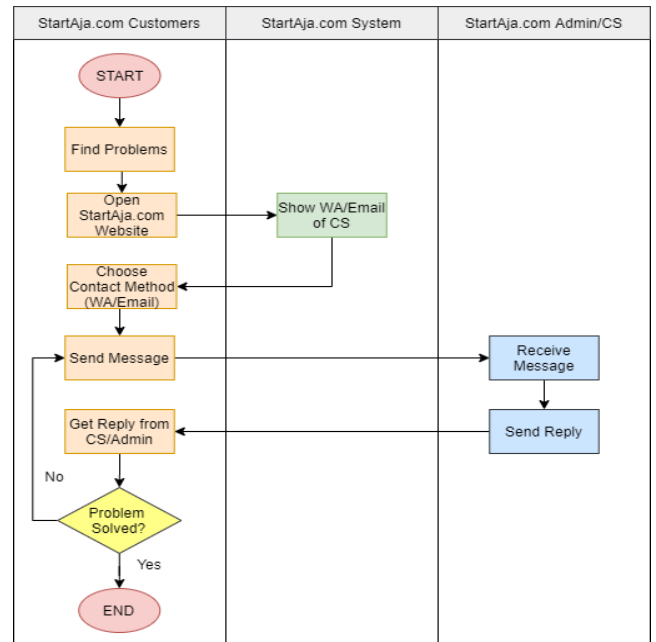 StartAja.com Customers
StartAja.com System
StartAja.com Admin/CS
START
Find Problems
Open
StartAja.com
Website
Show WA/Email
of CS
Choose
Contact Method
(WA/Email)
Send Message
Receive
Message
Get Reply from
CS/Admin
Send Reply
No
Problem
Solved?
Yes
END